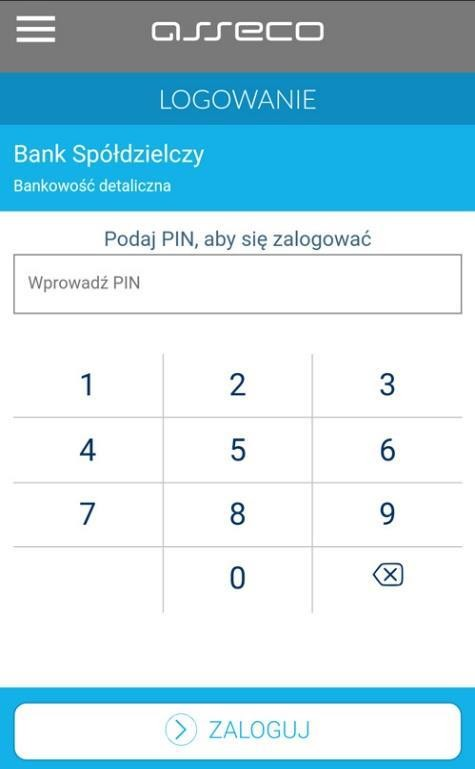 asseco
LOGOWANIE
Bank Spółdzielczy
Bankowość detaliczna
Podaj PIN, aby się zalogować
Wprowadź PIN
1 2 3
4 5 6
7 8 9
0
ZALOGUJ